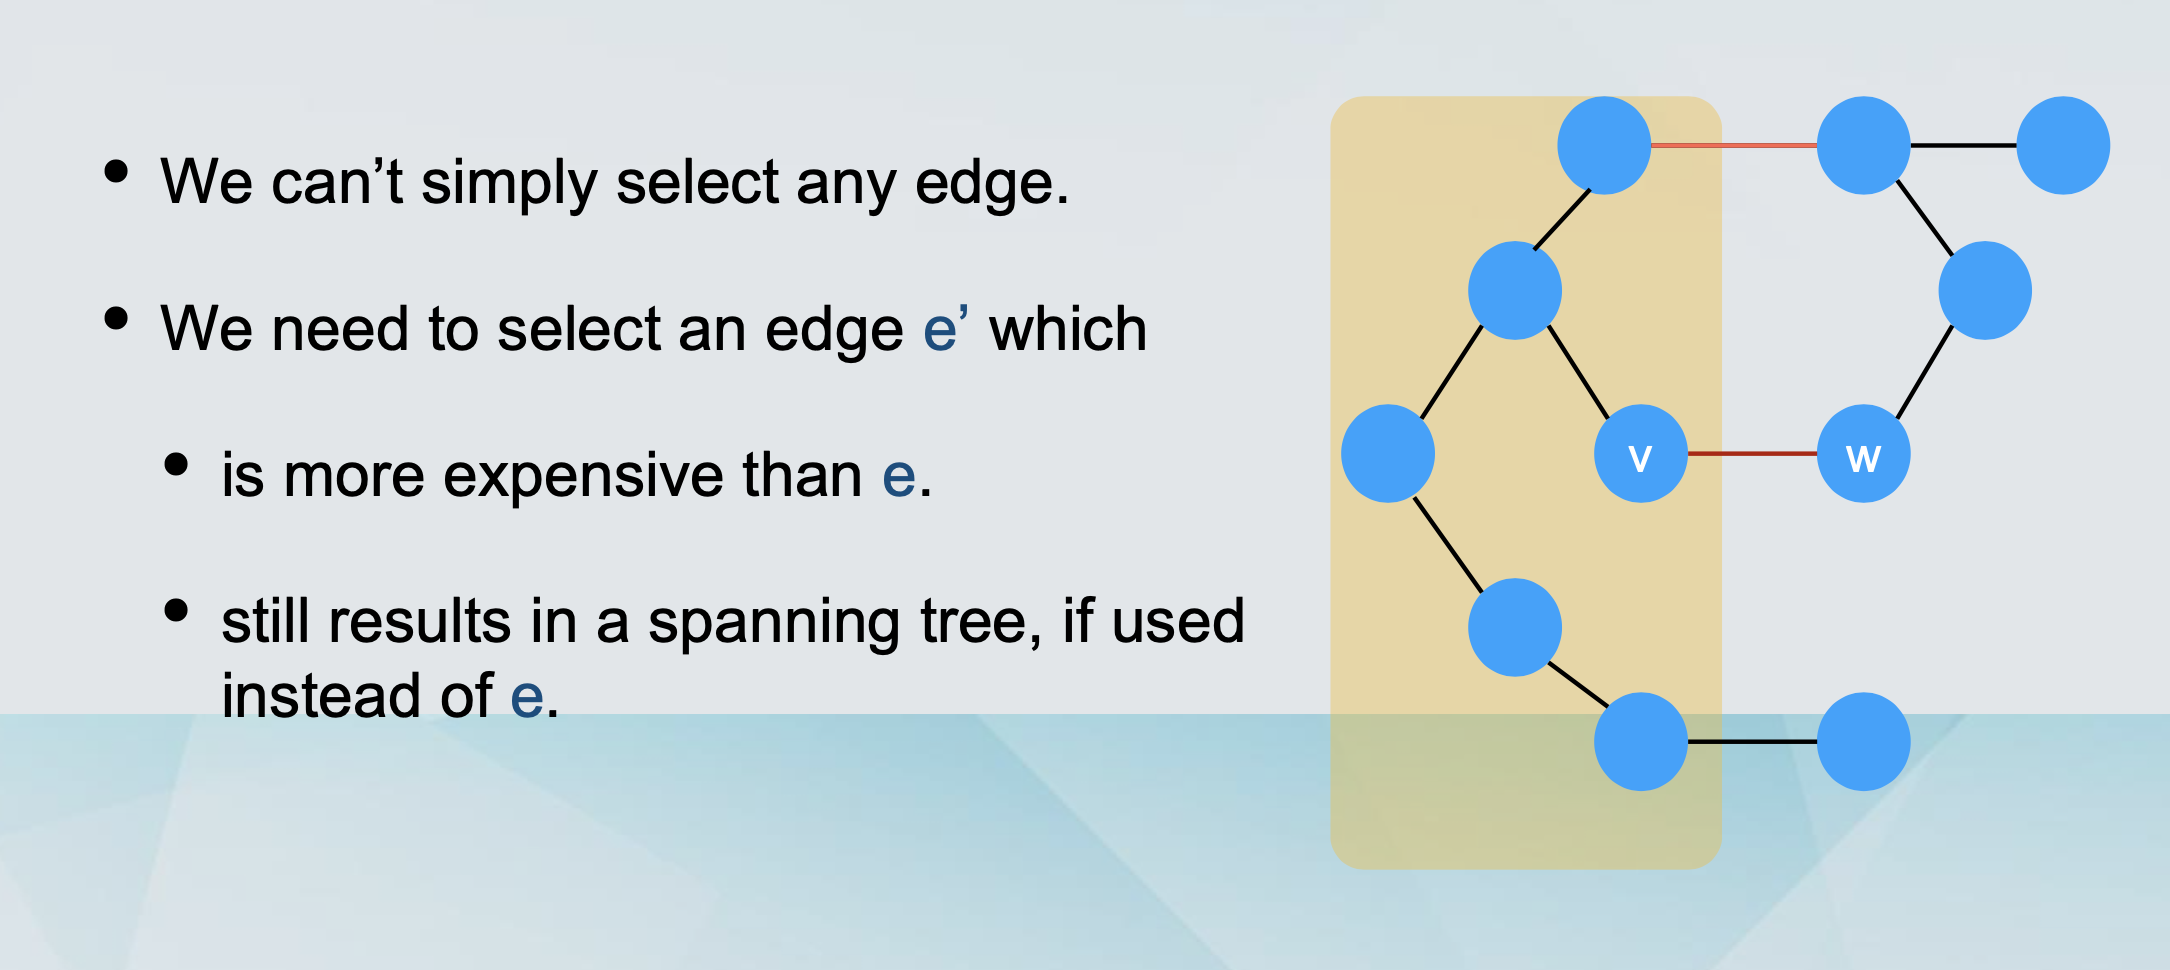 • We can’t simply select any edge.
• We need to select an edge e’ which
• is more expensive than e.
• still results in a spanning tree, if used
instead of e.
v
w